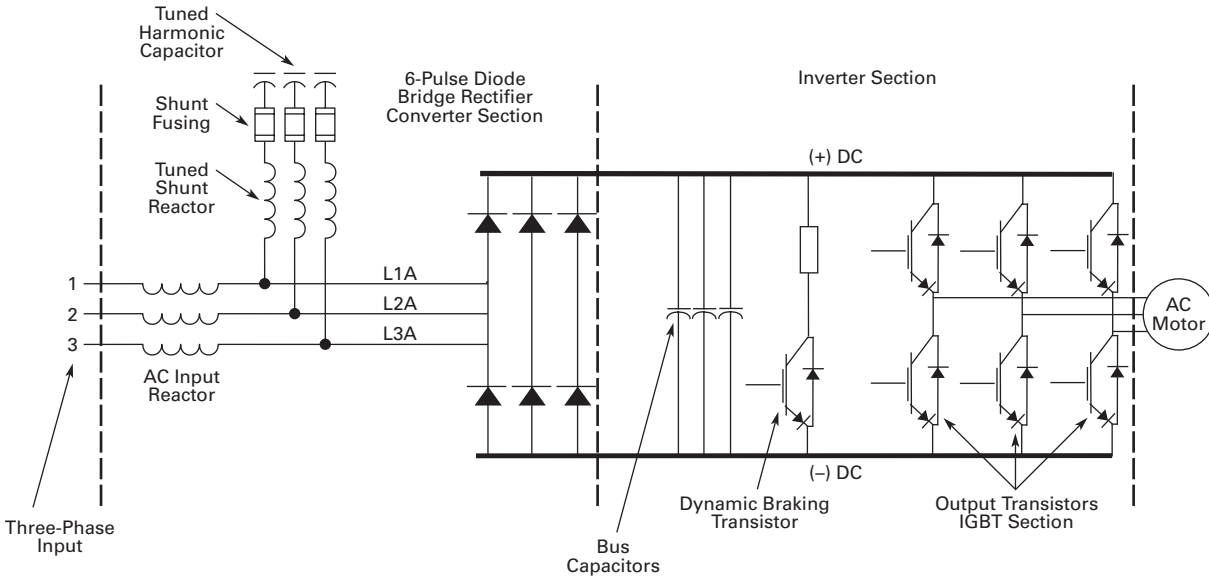 Tuned
Harmonic
Capacitor
Shunt
Fusing
Tuned
Shunt
Reactor
6-Pulse Diode
Bridge Rectifier
Converter Section
Inverter Section
(+) DC
1
L1A
2
L2A
3
L3A
AC Input
Reactor
AC
Motor
(–) DC
Three-Phase
Input
Bus
Capacitors
Dynamic Braking
Transistor
Output Transistors
IGBT Section